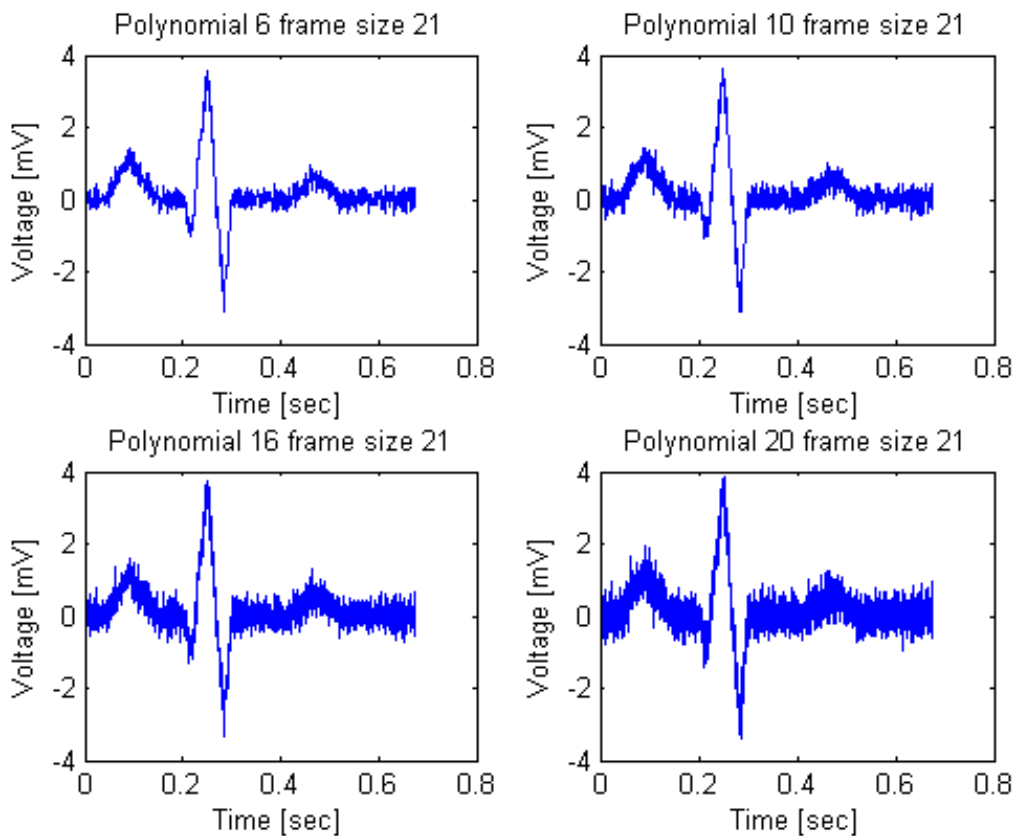 Polynomial 6 frame size 21
Voltage [mV]
4
2
0
-2
-4
0 0.2 0.4 0.6 0.8
Time [sec]
Polynomial 10 frame size 21
Voltage [mV]
4
2
0
-2
-4
0 0.2 0.4 0.6 0.8
Time [sec]
Polynomial 16 frame size 21
Voltage [mV]
4
2
0
-2
-4
0 0.2 0.4 0.6 0.8
Time [sec]
Polynomial 20 frame size 21
Voltage [mV]
4
2
0
-2
-4
0 0.2 0.4 0.6 0.8
Time [sec]